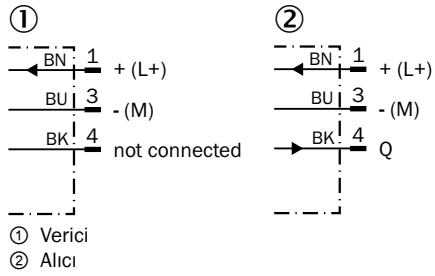 ① ②
BN 1 + (L+)
BU 3 - (M)
BK 4 not connected
BN 1 + (L+)
BU 3 - (M)
BK 4 Q
① Verici
② Alıcı